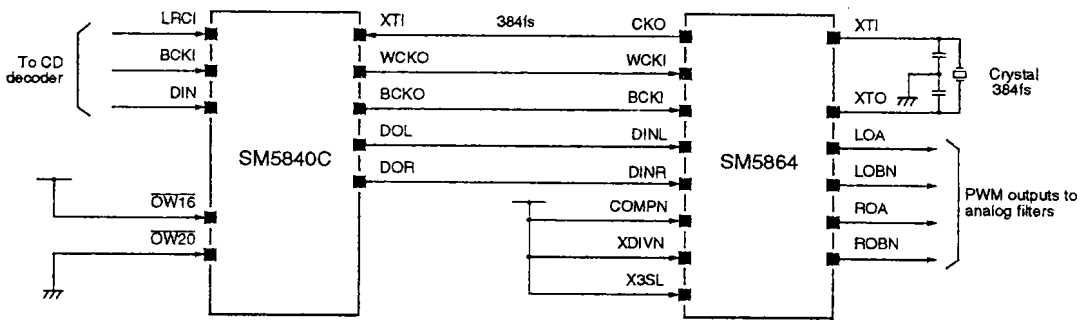 To CD
decoder
LRCI
BCKI
DIN
OW16
OW20
SM5840C
XTI
WCKO
BCKO
DOL
DOR
384fs
CKO
WCKI
BCKI
DINL
DINR
COMPN
XDIVN
X3SL
SM5864
XTI
XTO
LOA
LOBN
ROA
ROBN
Crystal
384fs
PWM outputs to
analog filters